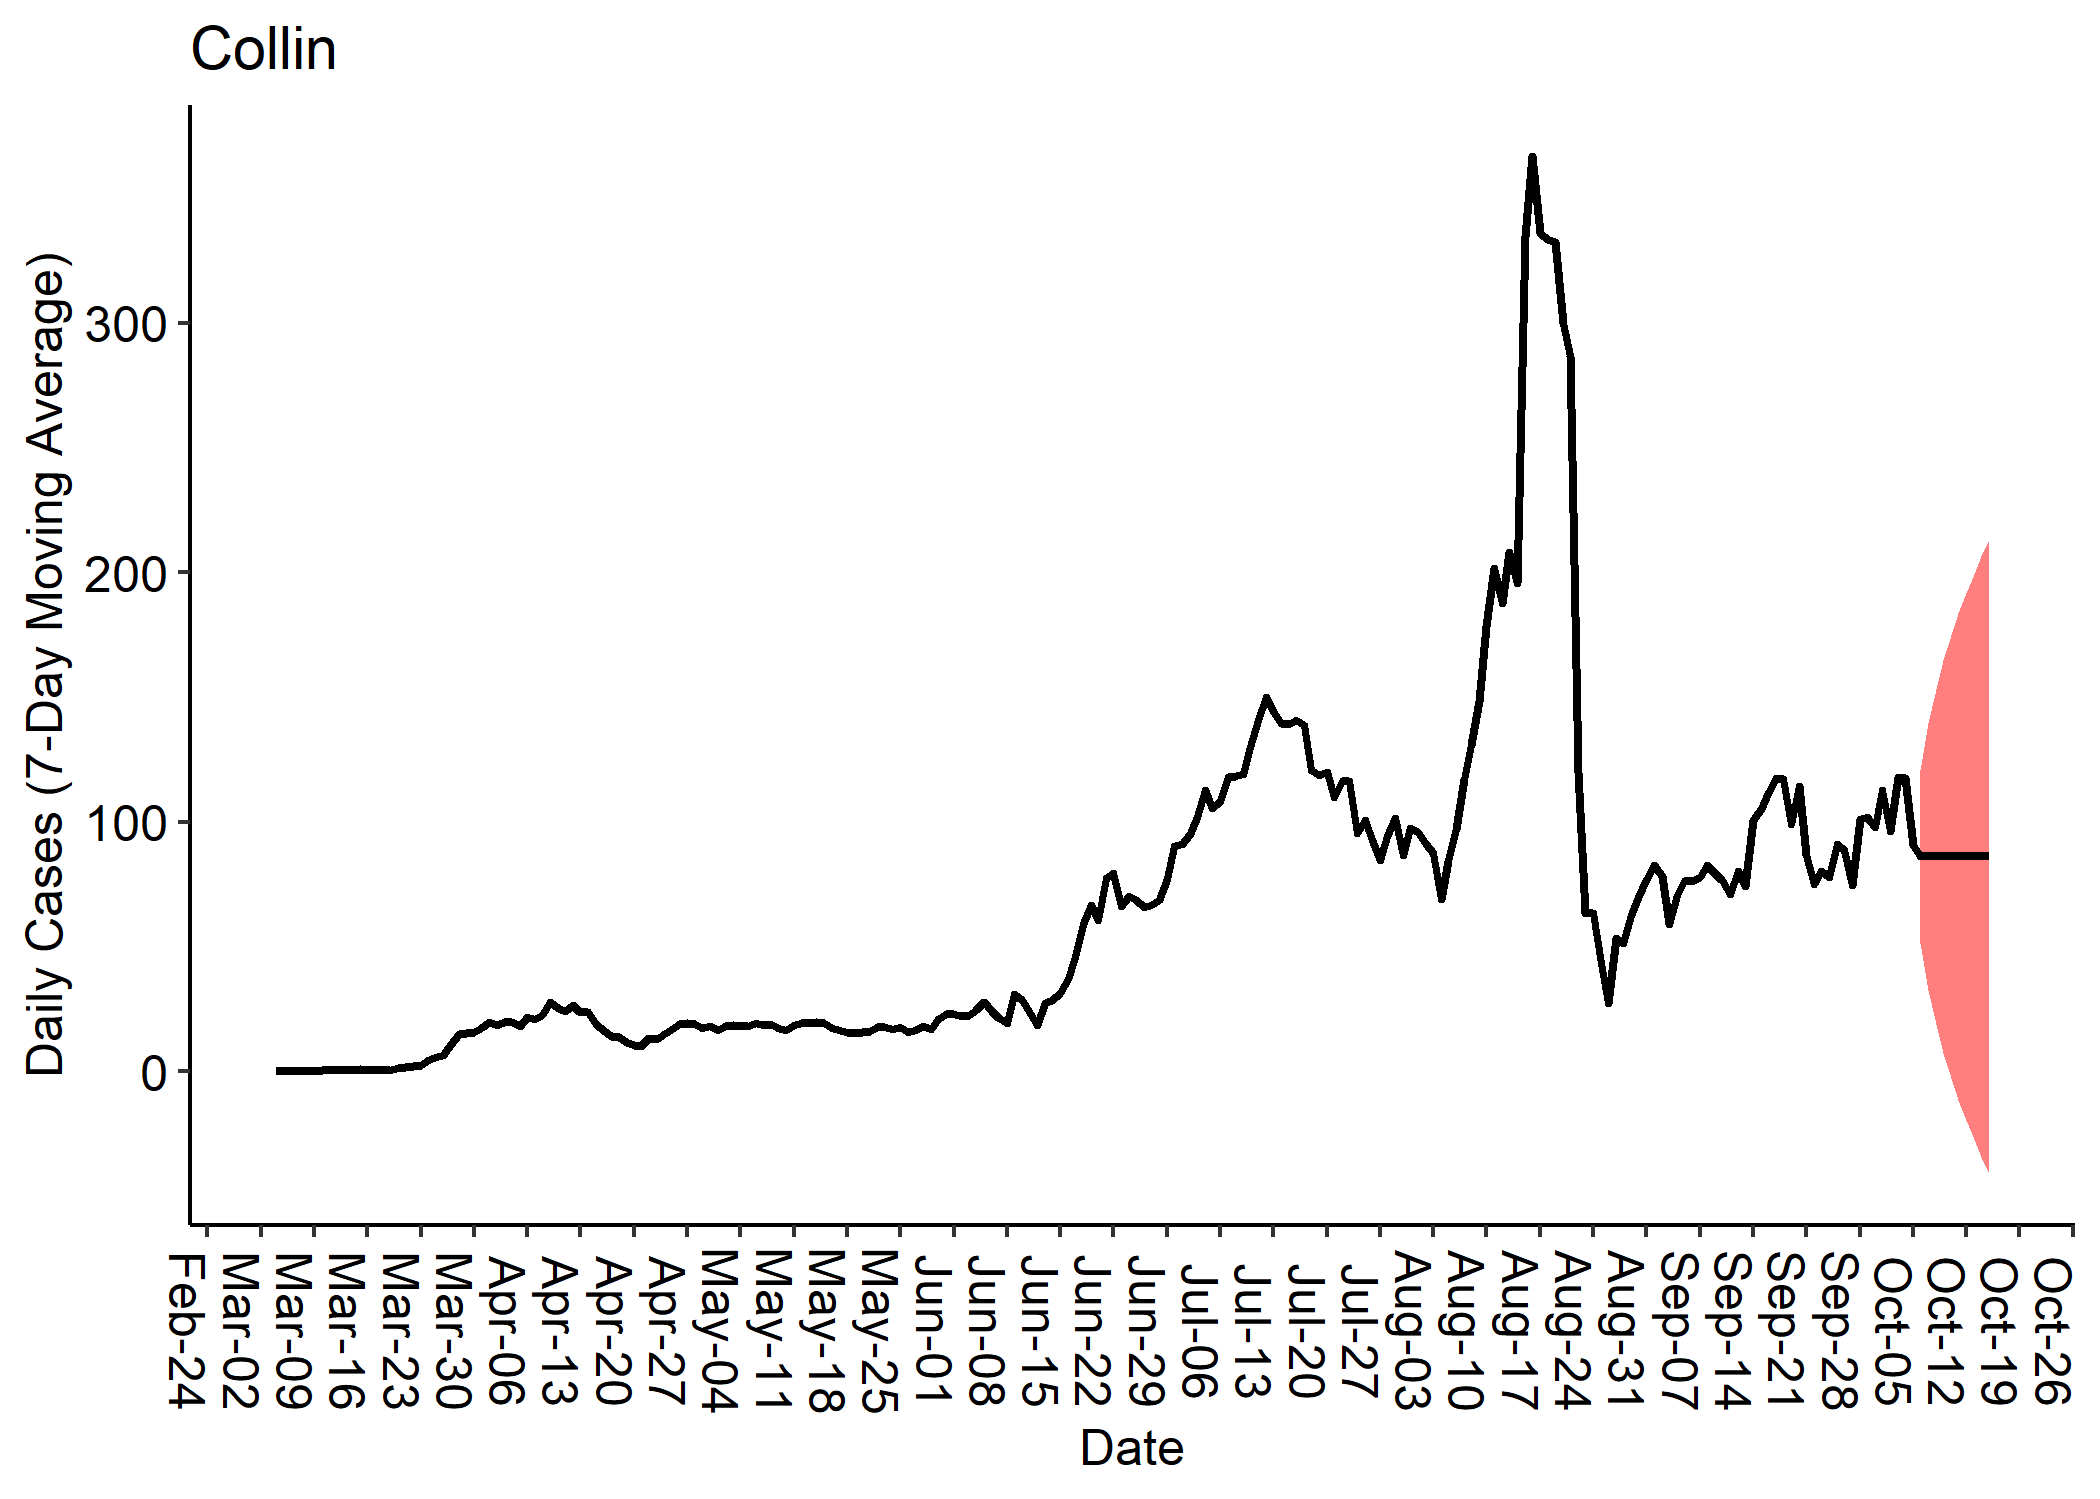 Collin
Daily Cases (7-Day Moving Average)
300
200
100
0
Feb-24
Mar-02
Mar-09
Mar-16
Mar-23
Mar-30
Apr-06
Apr-13
Apr-20
Apr-27
May-04
May-11
May-18
May-25
Jun-01
Jun-08
Jun-15
Jun-22
Jun-29
Jul-06
Jul-13
Jul-20
Jul-27
Aug-03
Aug-10
Aug-17
Aug-24
Aug-31
Sep-07
Sep-14
Sep-21
Sep-28
Oct-05
Oct-12
Oct-19
Oct-26
Date